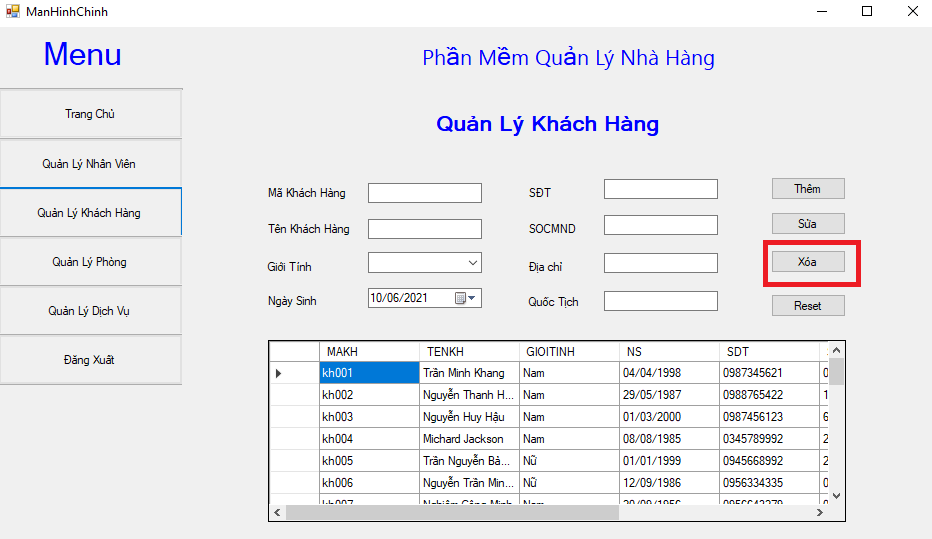 ManHinhChinh
Menu
Phần Mềm Quản Lý Nhà Hàng
Trang Chủ
Quản Lý Nhân Viên
Quản Lý Khách Hàng
Quản Lý Phòng
Quản Lý Dịch Vụ
Đăng Xuất
Quản Lý Khách Hàng
Mã Khách Hàng SĐT Thêm
Tên Khách Hàng SOCMND Sửa
Giới Tính Địa chỉ Xóa
Ngày Sinh 10/06/2021 Quốc Tịch Reset
MAKH TENKH GIOITINH NS SDT
kh001 Trần Minh Khang Nam 04/04/1998 0987345621 0
kh002 Nguyễn Thanh H... Nam 29/05/1987 0988765422 1
kh003 Nguyễn Huy Hậu Nam 01/03/2000 0987456123 6
kh004 Michard Jackson Nam 08/08/1985 0345789992 2
kh005 Trần Nguyễn Bả... Nữ 01/01/1999 0945668992 2
kh006 Nguyễn Trần Min... Nữ 12/09/1986 0956334335 0